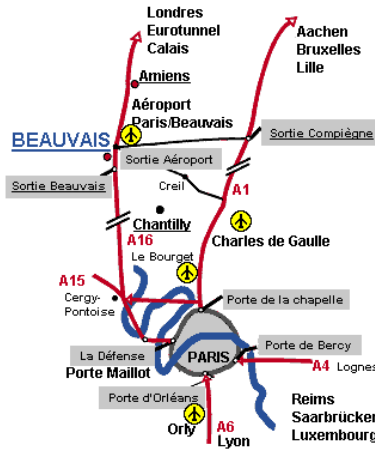 Londres
Eurotunnel
Calais
Aachen
Bruxelles
Lille
Amiens
Aéroport
Paris/Beauvais
BEAUVAIS
Sortie Compiègne
Sortie Aéroport
Sortie Beauvais
Creil
A1
Chantilly
A16
Charles de Gaulle
Le Bourget
A15
Cergy-
Pontoise
Porte de la chapelle
La Défense
Porte Maillot
PARIS
Porte de Bercy
A4
Lognes
Porte d'Orléans
Orly
A6
Lyon
Reims
Saarbrücken
Luxembourg